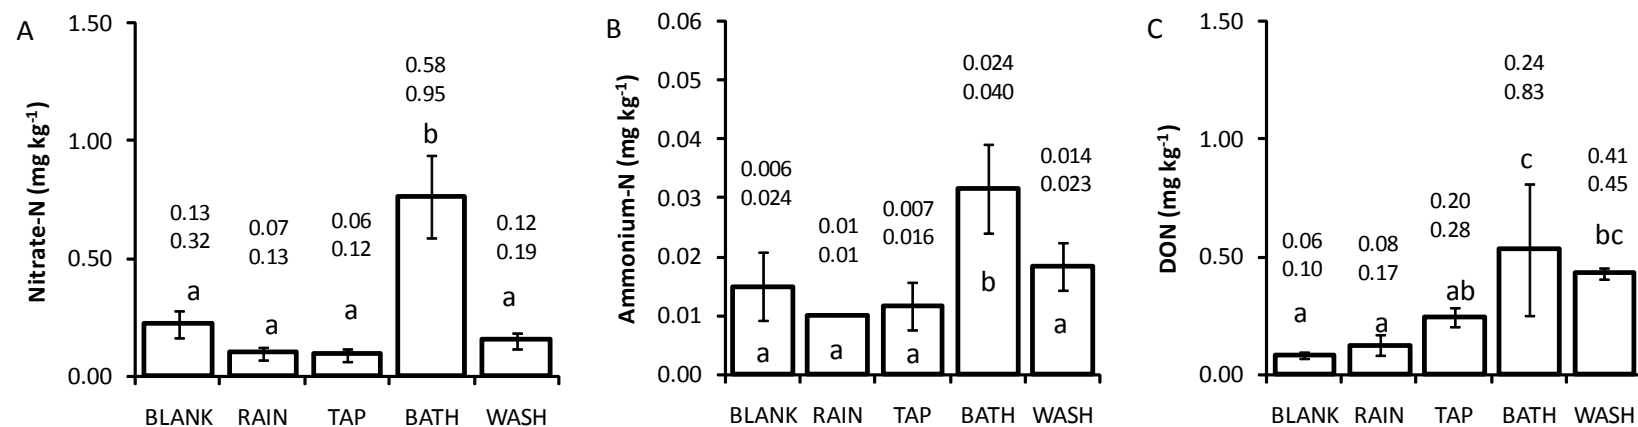 A
Nitrate-N (mg kg-1)
1.50
1.00
0.50
0.00
0.13
0.32
a
0.07
0.13
a
0.06
0.12
a
0.58
0.95
b
0.12
0.19
a
BLANK RAIN TAP BATH WASH
B
Ammonium-N (mg kg-1)
0.06
0.05
0.04
0.03
0.02
0.01
0.00
0.006
0.024
a
0.01
0.01
a
0.007
0.016
a
0.024
0.040
b
0.014
0.023
a
BLANK RAIN TAP BATH WASH
C
DON (mg kg-1)
1.50
1.00
0.50
0.00
0.06
0.10
a
0.08
0.17
a
0.20
0.28
ab
0.24
0.83
c
0.41
0.45
bc
BLANK RAIN TAP BATH WASH